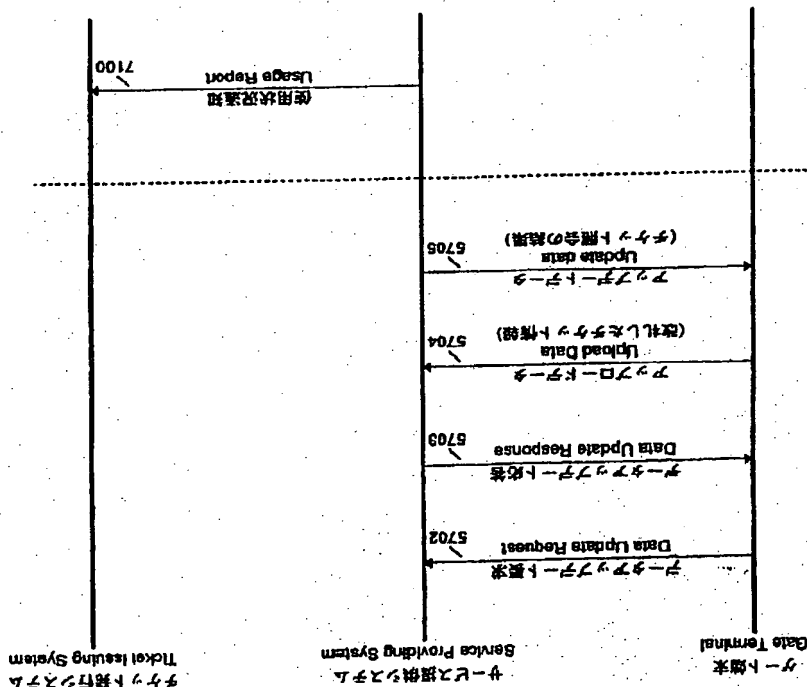 ゲート端末
Gate Terminal
サービス提供システム
Service Providing System
チケット発行システム
Ticket Issuing System
データアップデート要求
Data Update Request
5702
データアップデート応答
Data Update Response
5703
アップロードデータ
Upload Data
(改札したチケット情報)
5704
アップデートデータ
Update data
(チケット照会の結果)
5705
使用状況通知
Usage Report
7100